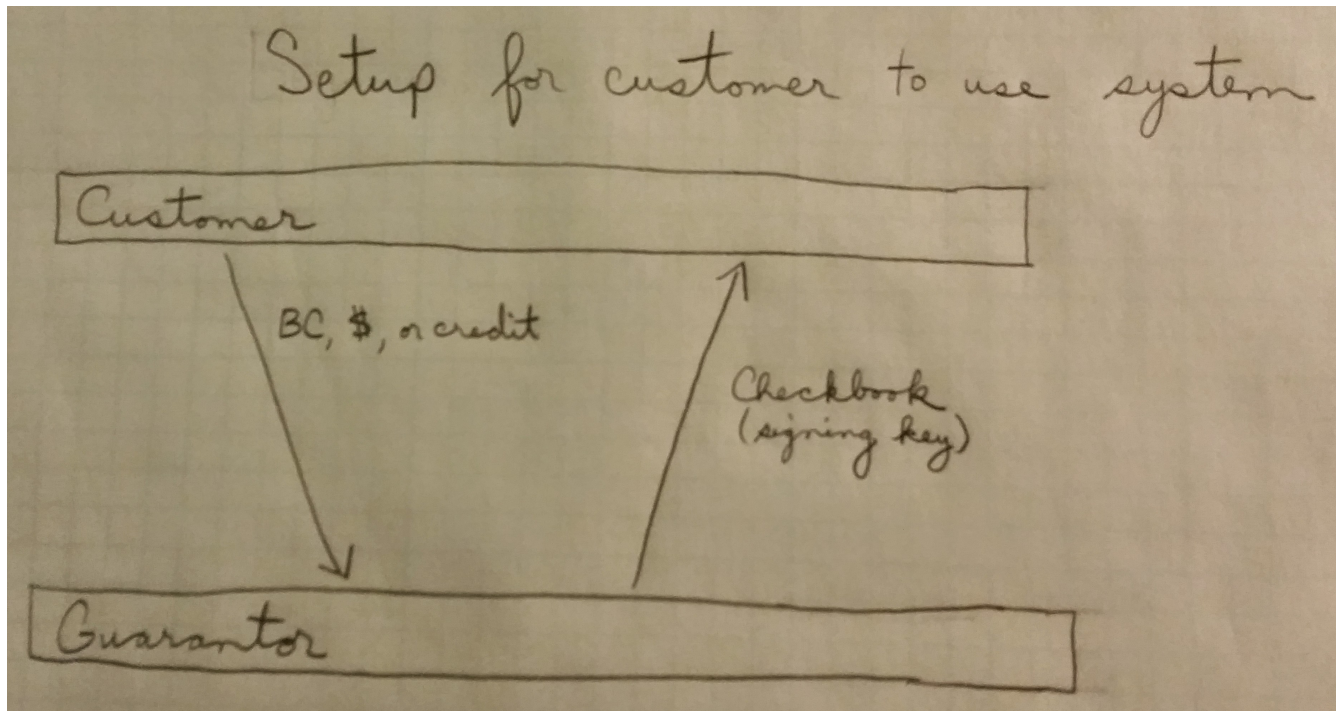 Setup for customer to use system
Customer
BC, $, or credit
Checkbook
(signing key)
Guarantor